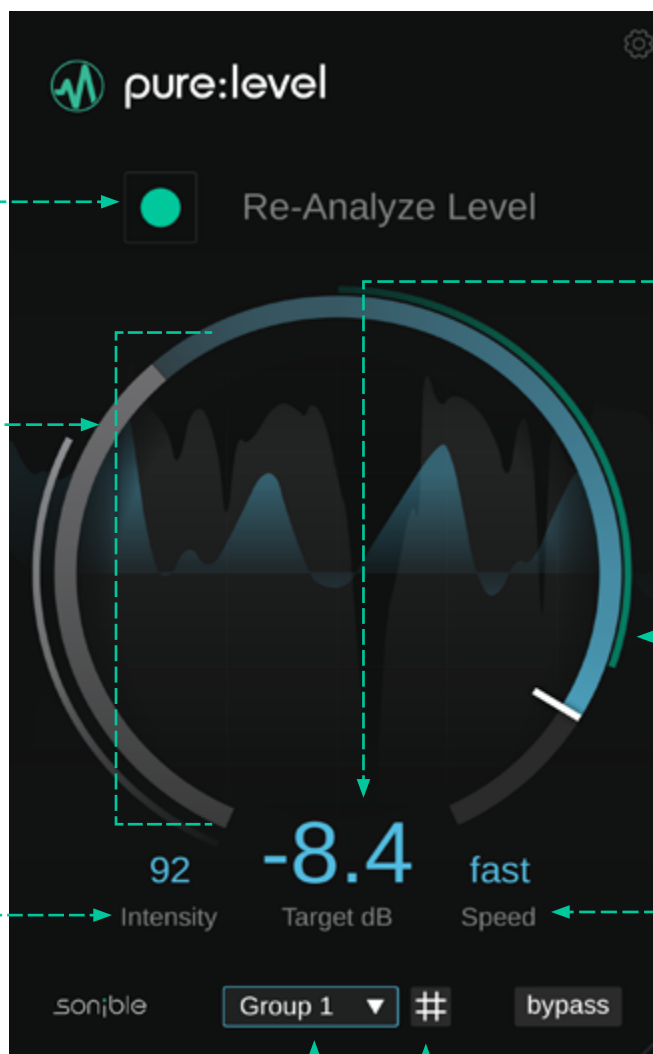 pure:level
Re-Analyze Level
92 -8.4 fast
Intensity Target dB Speed
sonible Group 1 bypass